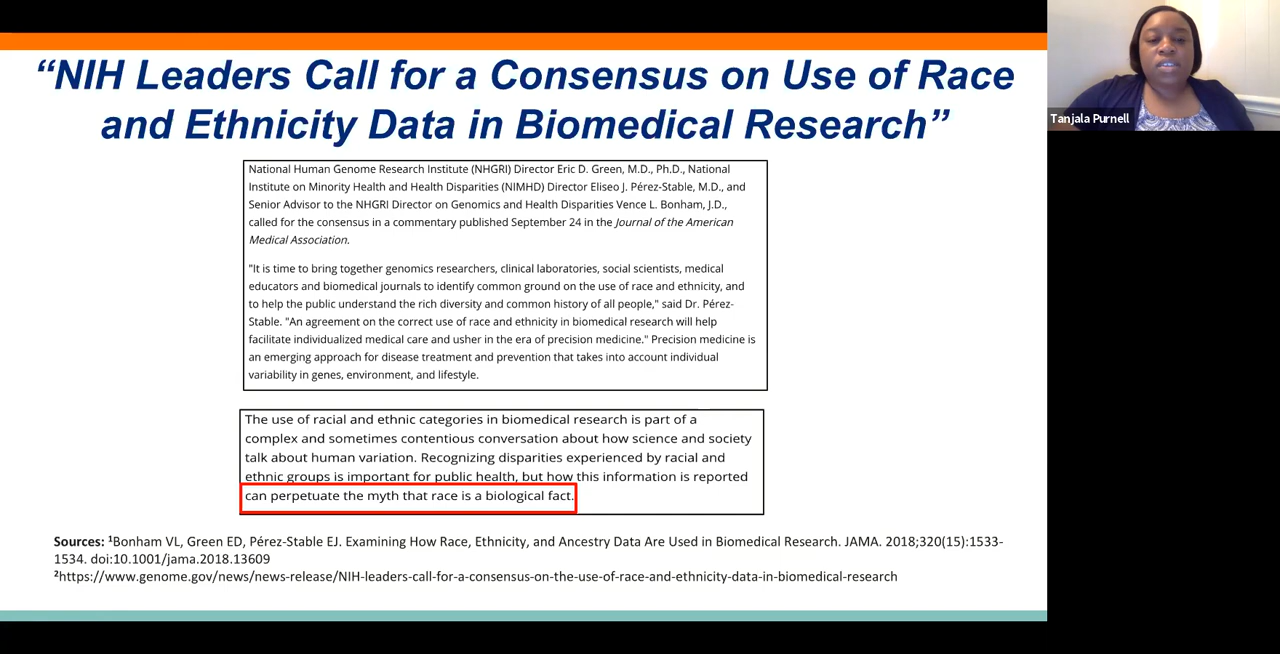 “NIH Leaders Call for a Consensus on Use of Race
and Ethnicity Data in Biomedical Research”
Tanjala Purnell
National Human Genome Research Institute (NHGRI) Director Eric D. Green, M.D., Ph.D., National
Institute on Minority Health and Health Disparities (NIMHD) Director Eliseo J. Pérez-Stable, M.D., and
Senior Advisor to the NHGRI Director on Genomics and Health Disparities Vence L. Bonham, J.D.,
called for the consensus in a commentary published September 24 in the Journal of the American
Medical Association.
"It is time to bring together genomics researchers, clinical laboratories, social scientists, medical
educators and biomedical journals to identify common ground on the use of race and ethnicity, and
to help the public understand the rich diversity and common history of all people," said Dr. Pérez-
Stable. "An agreement on the correct use of race and ethnicity in biomedical research will help
facilitate individualized medical care and usher in the era of precision medicine." Precision medicine is
an emerging approach for disease treatment and prevention that takes into account individual
variability in genes, environment, and lifestyle.
The use of racial and ethnic categories in biomedical research is part of a
complex and sometimes contentious conversation about how science and society
talk about human variation. Recognizing disparities experienced by racial and
ethnic groups is important for public health, but how this information is reported
can perpetuate the myth that race is a biological fact.
Sources: ¹Bonham VL, Green ED, Pérez-Stable EJ. Examining How Race, Ethnicity, and Ancestry Data Are Used in Biomedical Research. JAMA. 2018;320(15):1533-
1534. doi:10.1001/jama.2018.13609
²https://www.genome.gov/news/news-release/NIH-leaders-call-for-a-consensus-on-the-use-of-race-and-ethnicity-data-in-biomedical-research